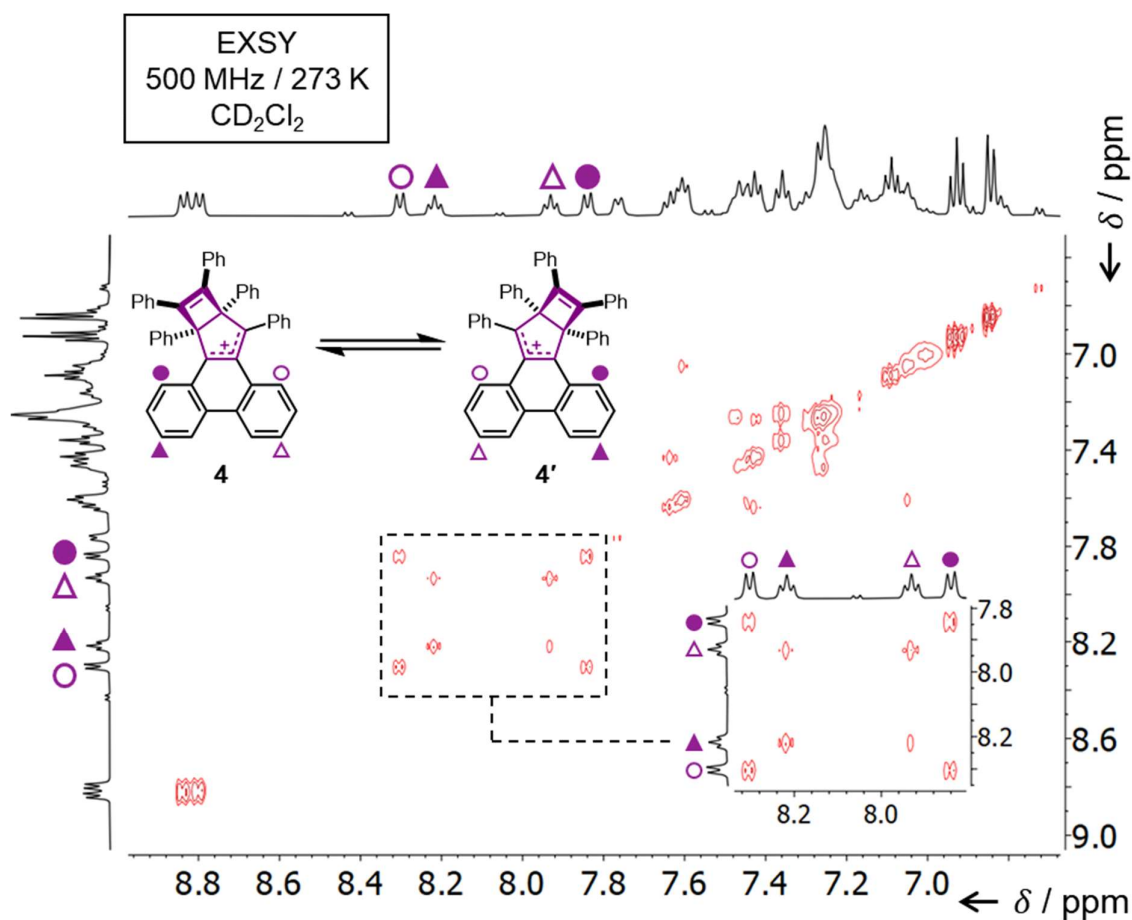 EXSY
500 MHz / 273 K
CD₂Cl₂
δ / ppm
Ph
Ph
Ph
Ph
Ph
+
4
Ph
Ph
Ph
Ph
Ph
+
4′
7.0
7.4
7.8
8.2
8.6
9.0
7.8
8.0
8.2
8.2 8.0
8.8 8.6 8.4 8.2 8.0 7.8 7.6 7.4 7.2 7.0
δ / ppm